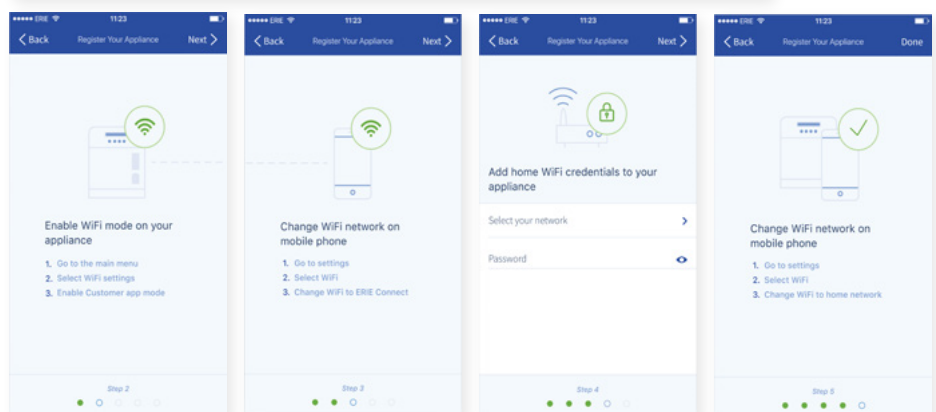 ERIE 11:23
Back Register Your Appliance Next
Enable WiFi mode on your
appliance
1. Go to the main menu
2. Select WiFi settings
3. Enable Customer app mode
Step 2
ERIE 11:23
Back Register Your Appliance Next
Change WiFi network on
mobile phone
1. Go to settings
2. Select WiFi
3. Change WiFi to ERIE Connect
Step 3
ERIE 11:23
Back Register Your Appliance Next
Add home WiFi credentials to your
appliance
Select your network
Password
Step 4
ERIE 11:23
Back Register Your Appliance Done
Change WiFi network on
mobile phone
1. Go to settings
2. Select WiFi
3. Change WiFi to home network
Step 5